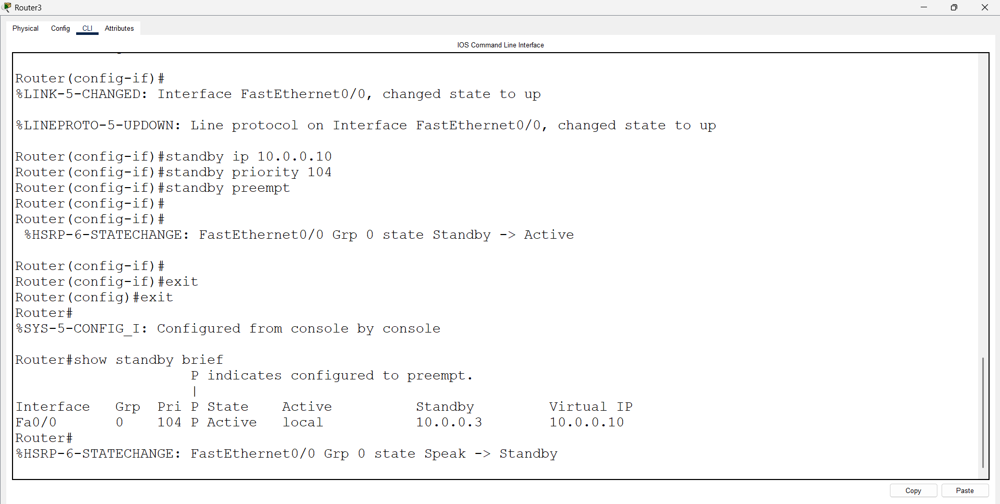 Router3
Physical Config CLI Attributes
IOS Command Line Interface
Router(config-if)#
%LINK-5-CHANGED: Interface FastEthernet0/0, changed state to up
%LINEPROTO-5-UPDOWN: Line protocol on Interface FastEthernet0/0, changed state to up
Router(config-if)#standby ip 10.0.0.10
Router(config-if)#standby priority 104
Router(config-if)#standby preempt
Router(config-if)#
Router(config-if)#
%HSRP-6-STATECHANGE: FastEthernet0/0 Grp 0 state Standby -> Active
Router(config-if)#
Router(config-if)#exit
Router(config)#exit
Router#
%SYS-5-CONFIG_I: Configured from console by console
Router#show standby brief
P indicates configured to preempt.
|
Interface Grp Pri P State Active Standby Virtual IP
Fa0/0 0 104 P Active local 10.0.0.3 10.0.0.10
Router#
%HSRP-6-STATECHANGE: FastEthernet0/0 Grp 0 state Speak -> Standby
Copy Paste